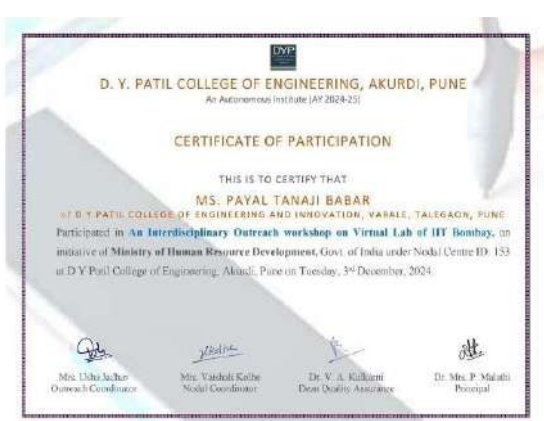 DYP
D. Y. PATIL COLLEGE OF ENGINEERING, AKURDI, PUNE
An Autonomous Institute (AY 2024-25)
CERTIFICATE OF PARTICIPATION
THIS IS TO CERTIFY THAT
MS. PAYAL TANAJI BABAR
of D Y PATIL COLLEGE OF ENGINEERING AND INNOVATION, VARALE, TALEGAON, PUNE
Participated in An Interdisciplinary Outreach workshop on Virtual Lab of IIT Bombay, an
initiative of Ministry of Human Resource Development, Govt. of India under Nodal Centre ID: 153
at D Y Patil College of Engineering, Akurdi, Pune on Tuesday, 3rd December, 2024.
Mrs. Usha Jadhav Mrs. Vaishali Kolhe Dr. V. A. Kulkarni Dr. Mrs. P. Malathi
Outreach Coordinator Nodal Coordinator Dean Quality Assurance Principal